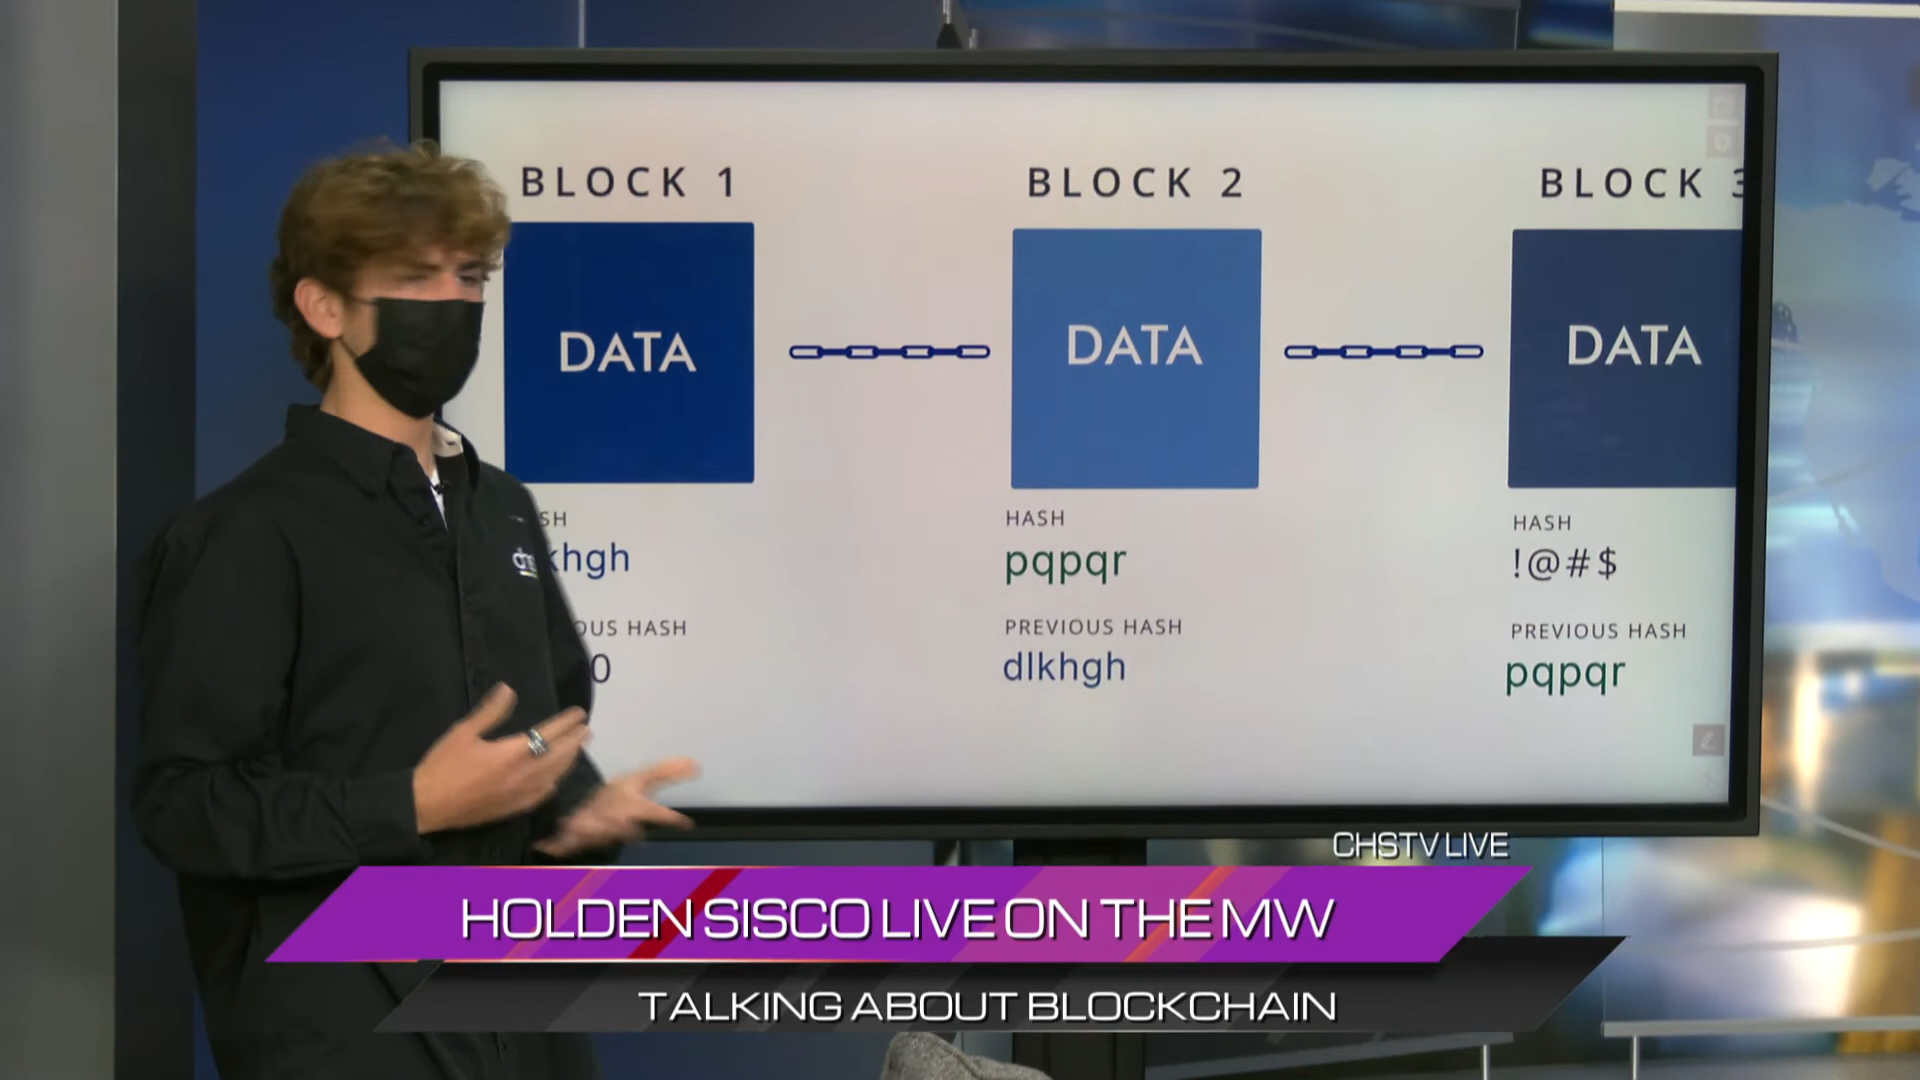 BLOCK 1
BLOCK 2
BLOCK
DATA
DATA
DATA
HASH
HASH
pqpqr
!@#$
PREVIOUS HASH
PREVIOUS HASH
HASH
dlkhgh
pqpqr
CHSTV LIVE
HOLDEN SISCO LIVE ON THE MW
TALKING ABOUT BLOCKCHAIN